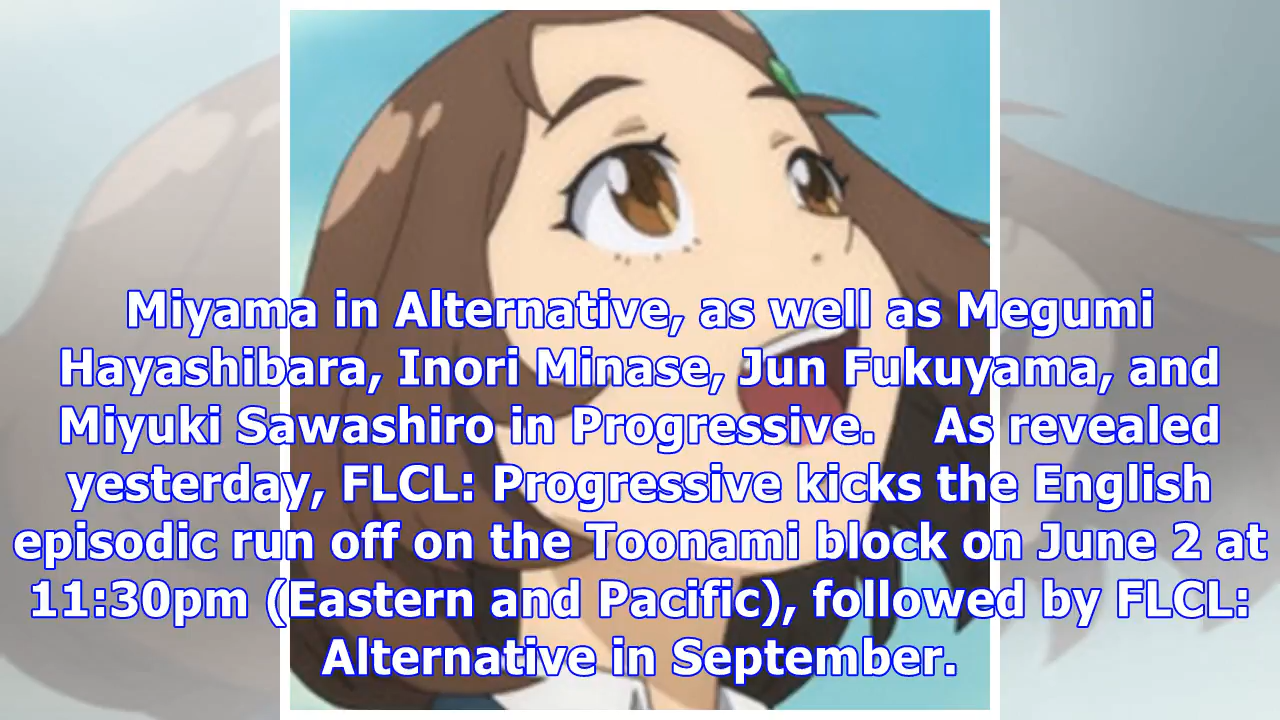 Miyama in Alternative, as well as Megumi
Hayashibara, Inori Minase, Jun Fukuyama, and
Miyuki Sawashiro in Progressive. As revealed
yesterday, FLCL: Progressive kicks the English
episodic run off on the Toonami block on June 2 at
11:30pm (Eastern and Pacific), followed by FLCL:
Alternative in September.